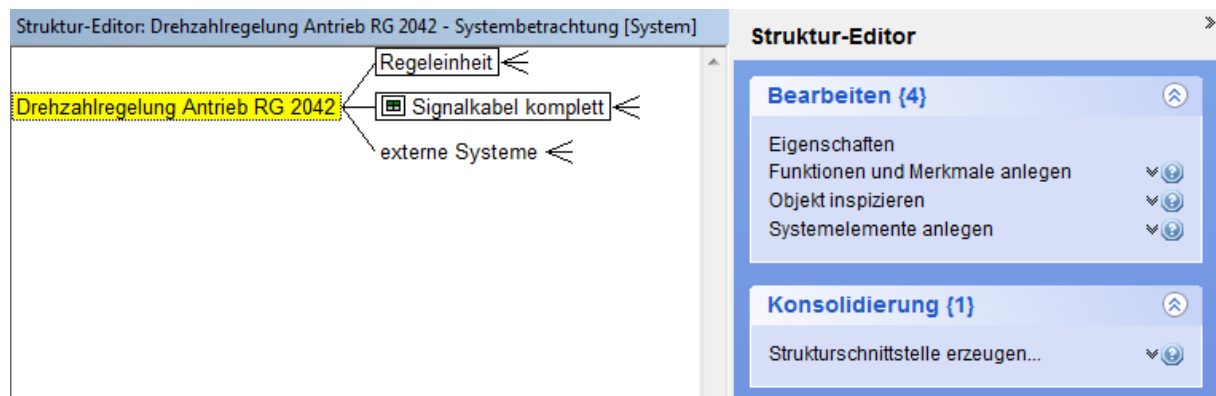 Struktur-Editor: Drehzahlregelung Antrieb RG 2042 - Systembetrachtung [System]
Regeleinheit
Drehzahlregelung Antrieb RG 2042
Signalkabel komplett
externe Systeme
Struktur-Editor
Bearbeiten {4}
Eigenschaften
Funktionen und Merkmale anlegen
Objekt inspizieren
Systemelemente anlegen
Konsolidierung {1}
Strukturschnittstelle erzeugen...